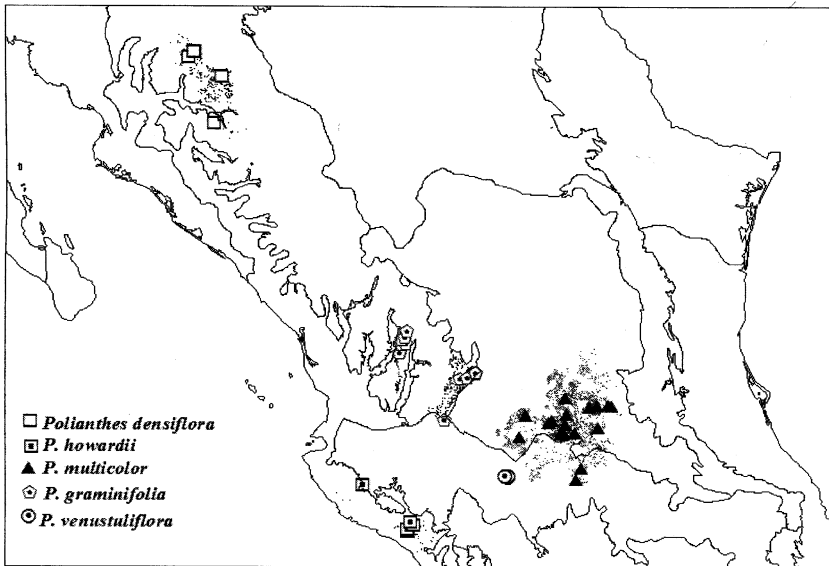 Polianthes densiflora
P. howardii
P. multicolor
P. graminifolia
P. venustuliflora